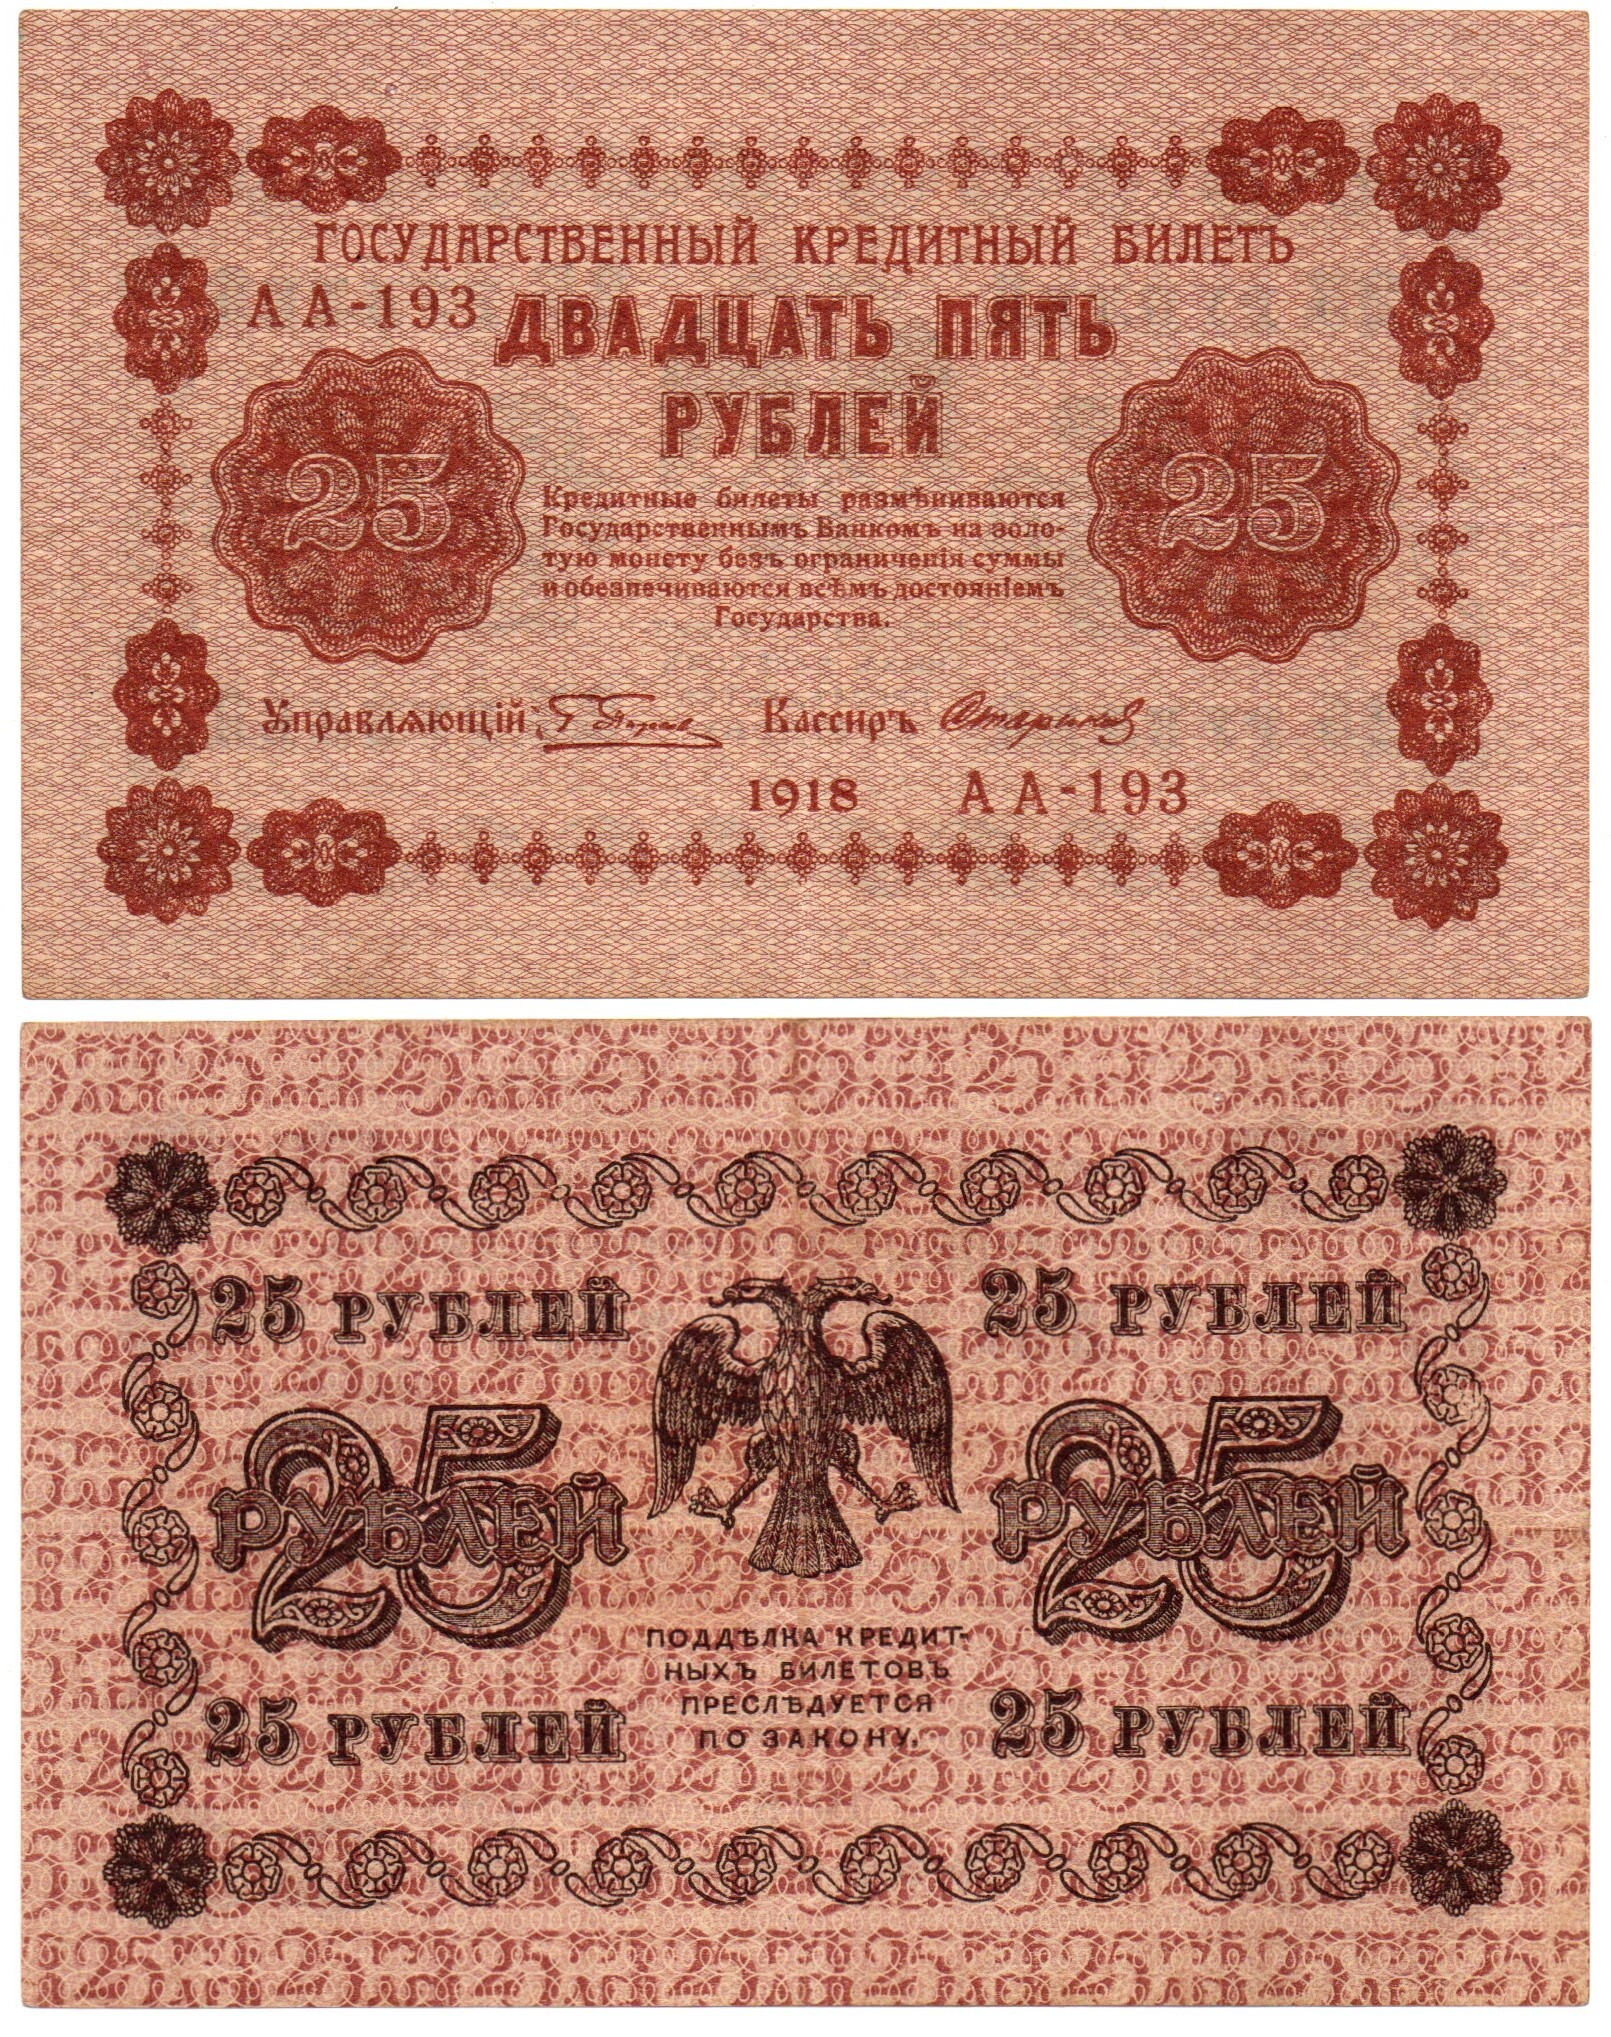 ГОСУДАРСТВЕННЫЙ КРЕДИТНЫЙ БИЛЕТЪ
АА-193
ДВАДЦАТЬ ПЯТЬ
РУБЛЕЙ
25
25
Кредитные билеты размѣниваются
Государственнымъ Банкомъ на золо-
тую монету безъ ограниченія суммы
и обезпечиваются всѣмъ достояніемъ
Государства.
Управляющій
Кассиръ
1918 АА-193
25 РУБЛЕЙ
25 РУБЛЕЙ
25 РУБЛЕЙ
25 РУБЛЕЙ
ПОДДѢЛКА КРЕДИТ-
НЫХЪ БИЛЕТОВЪ
ПРЕСЛѢДУЕТСЯ
ПО ЗАКОНУ.
25 РУБЛЕЙ
25 РУБЛЕЙ